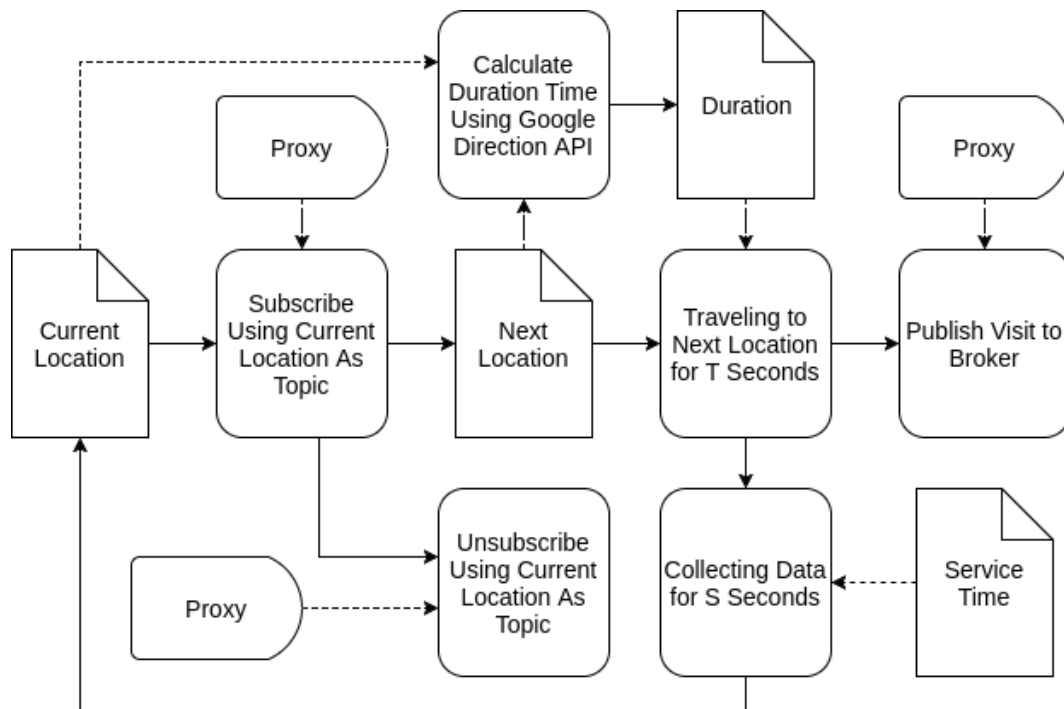 Calculate
Duration Time
Using Google
Direction API
Duration
Proxy
Proxy
Current
Location
Subscribe
Using Current
Location As
Topic
Next
Location
Traveling to
Next Location
for T Seconds
Publish Visit to
Broker
Proxy
Unsubscribe
Using Current
Location As
Topic
Collecting Data
for S Seconds
Service
Time